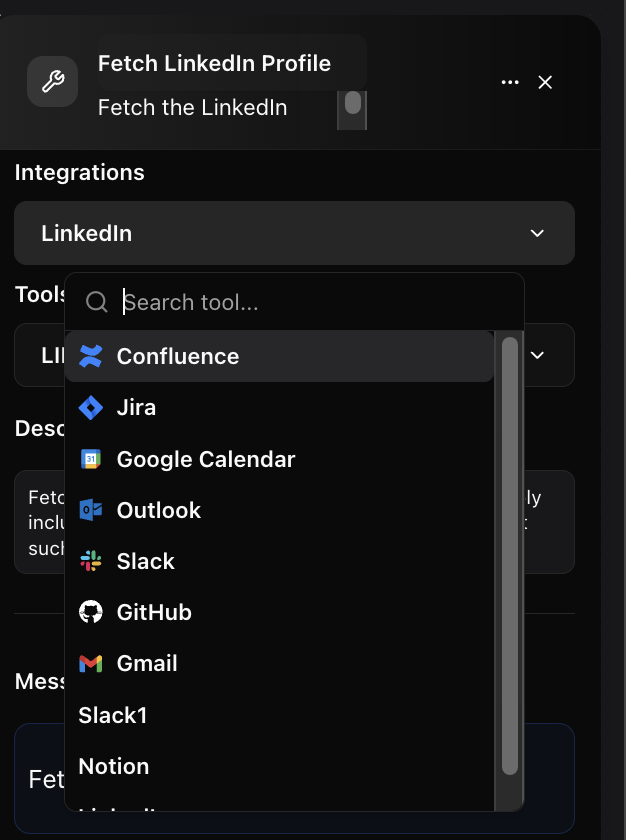 Fetch LinkedIn Profile
Fetch the LinkedIn
Integrations
LinkedIn
Tools
Search tool...
LI
Confluence
Jira
Desc
Google Calendar
31
Fetc
ly
Outlook
inclu
t
such
Slack
GitHub
Gmail
Mess
Slack1
Notion
Fet